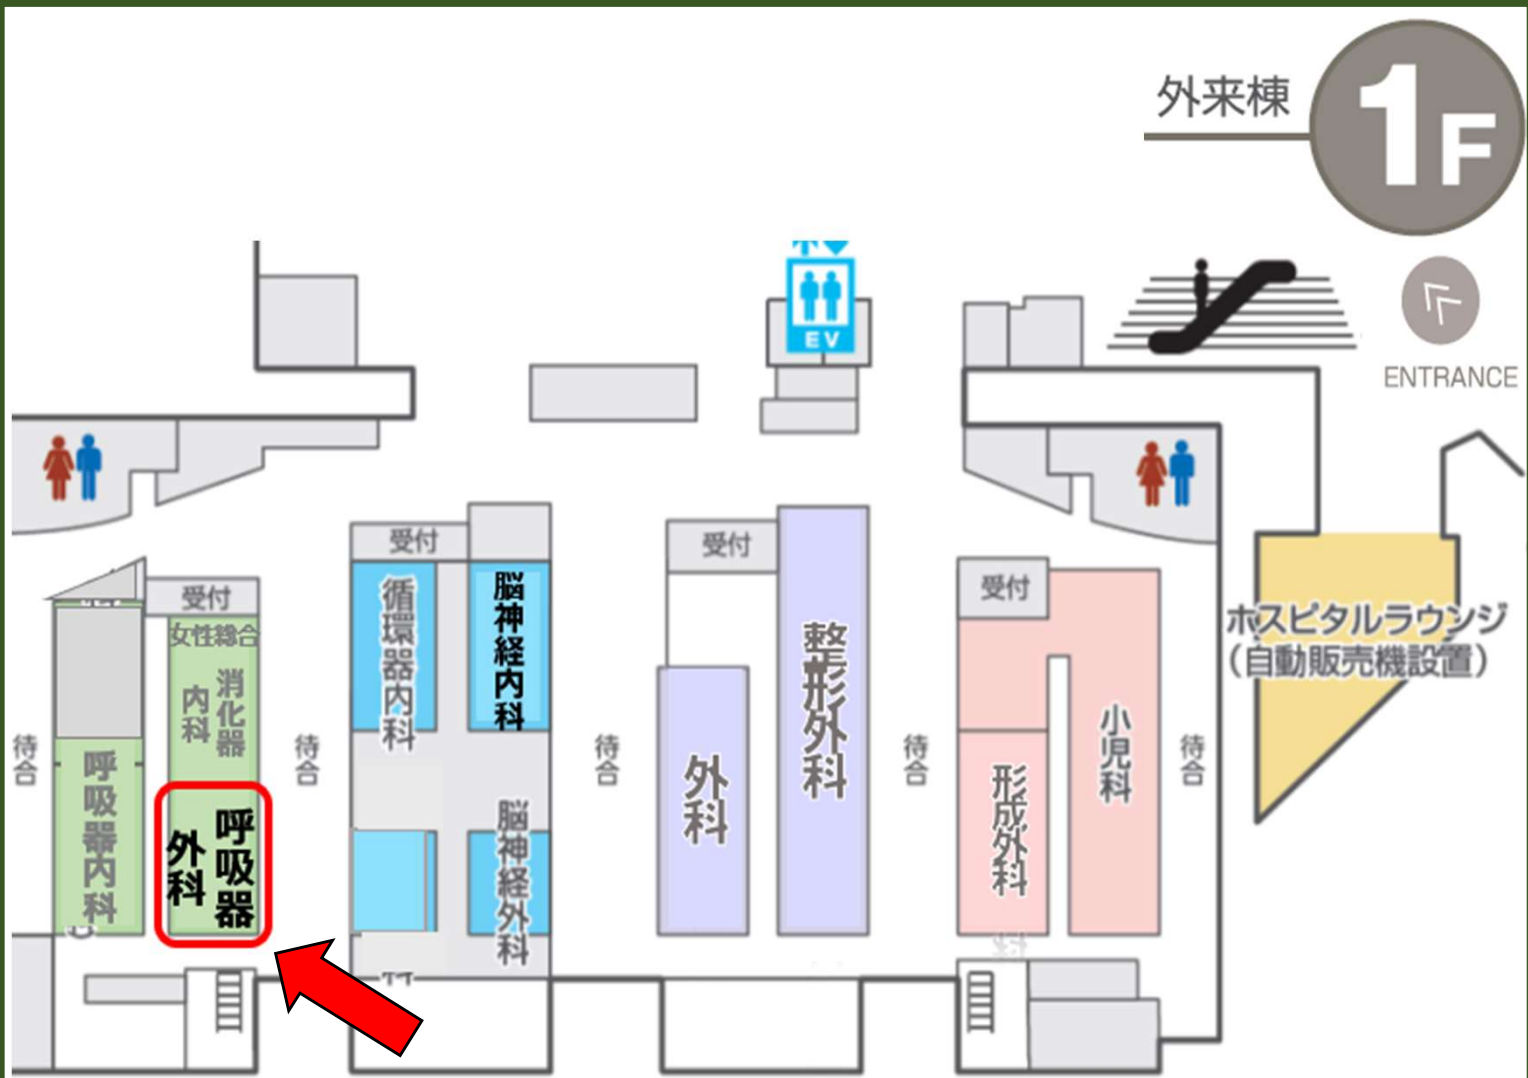 外来棟
1F
EV
ENTRANCE
受付
受付
受付
受付
女性総合
消化器
内科
呼吸器
外科
呼吸器内科
循環器内科
脳神経内科
脳神経外科
外科
整形外科
形成外科
小児科
待合
待合
待合
待合
待合
ホスピタルラウンジ
（自動販売機設置）